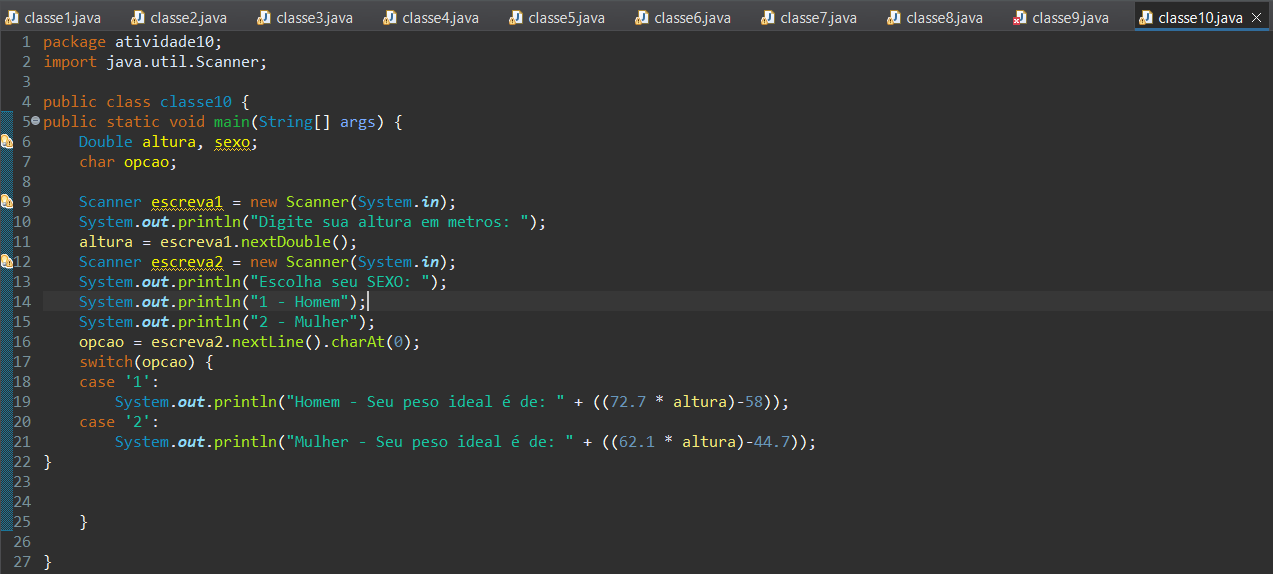 classe1.java classe2.java classe3.java classe4.java classe5.java classe6.java classe7.java classe8.java classe9.java classe10.java
1 package atividade10;
2 import java.util.Scanner;
3
4 public class classe10 {
5 public static void main(String[] args) {
6     Double altura, sexo;
7     char opcao;
8
9     Scanner escreva1 = new Scanner(System.in);
10     System.out.println("Digite sua altura em metros: ");
11     altura = escreva1.nextDouble();
12     Scanner escreva2 = new Scanner(System.in);
13     System.out.println("Escolha seu SEXO: ");
14     System.out.println("1 - Homem");
15     System.out.println("2 - Mulher");
16     opcao = escreva2.nextLine().charAt(0);
17     switch(opcao) {
18     case '1':
19         System.out.println("Homem - Seu peso ideal é de: " + ((72.7 * altura)-58));
20     case '2':
21         System.out.println("Mulher - Seu peso ideal é de: " + ((62.1 * altura)-44.7));
22 }
23
24
25     }
26
27 }